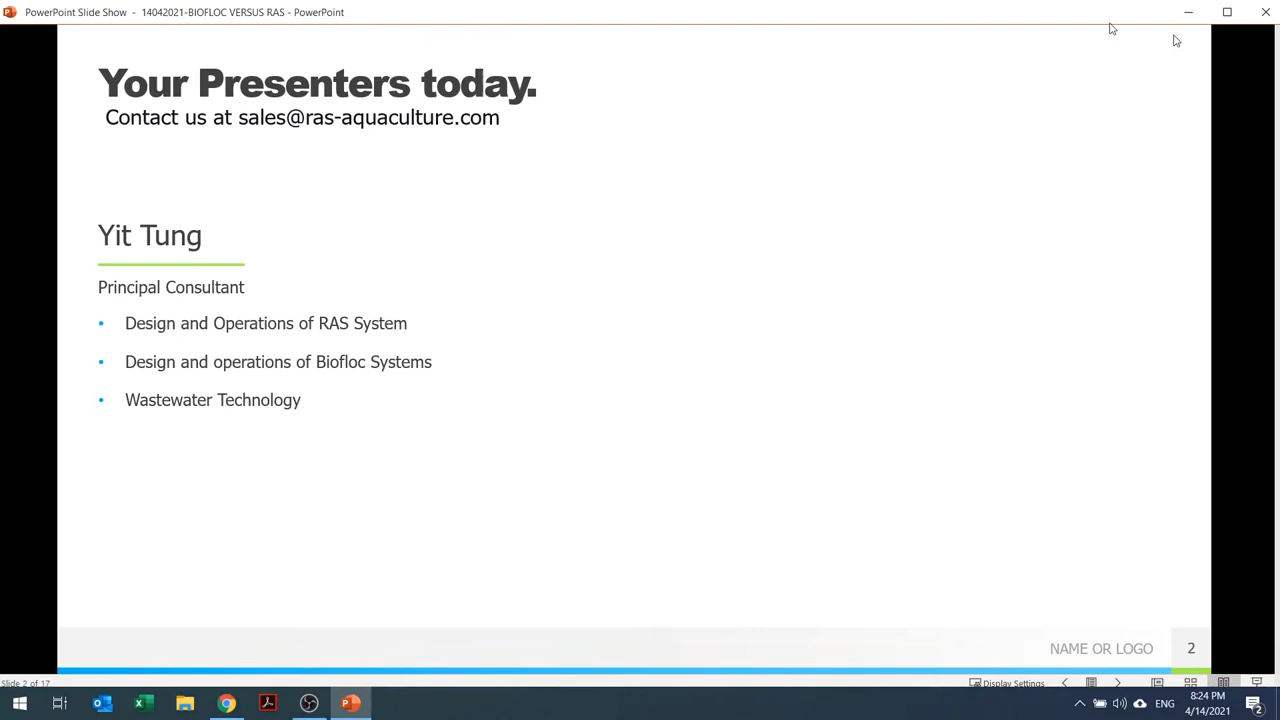 PowerPoint Slide Show - 14042021-BIOFLOC VERSUS RAS - PowerPoint
Your Presenters today.
Contact us at sales@ras-aquaculture.com
Yit Tung
Principal Consultant
• Design and Operations of RAS System
• Design and operations of Biofloc Systems
• Wastewater Technology
NAME OR LOGO
2
Slide 2 of 17
Display Settings
ENG
8:24 PM
4/14/2021
2